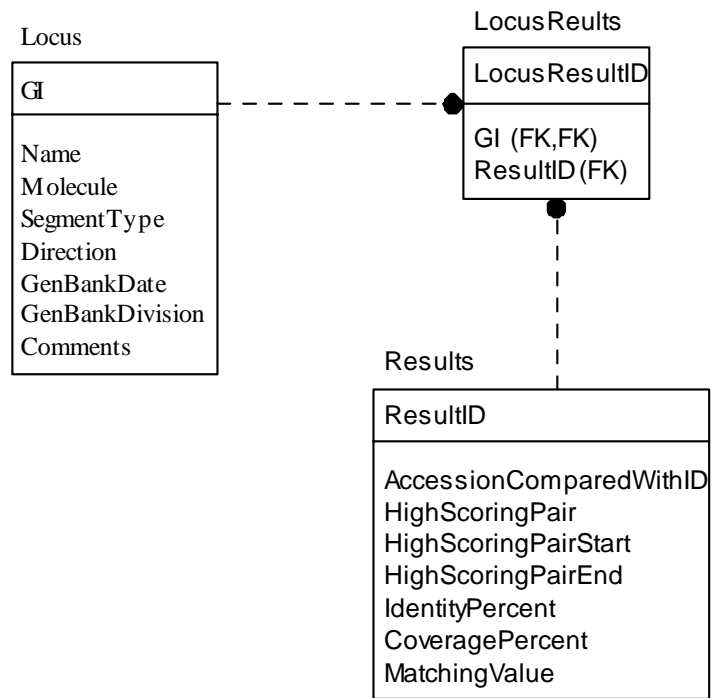 Locus
GI
Name
Molecule
SegmentType
Direction
GenBankDate
GenBankDivision
Comments
LocusReults
LocusResultID
GI (FK,FK)
ResultID(FK)
Results
ResultID
AccessionComparedWithID
HighScoringPair
HighScoringPairStart
HighScoringPairEnd
IdentityPercent
CoveragePercent
MatchingValue